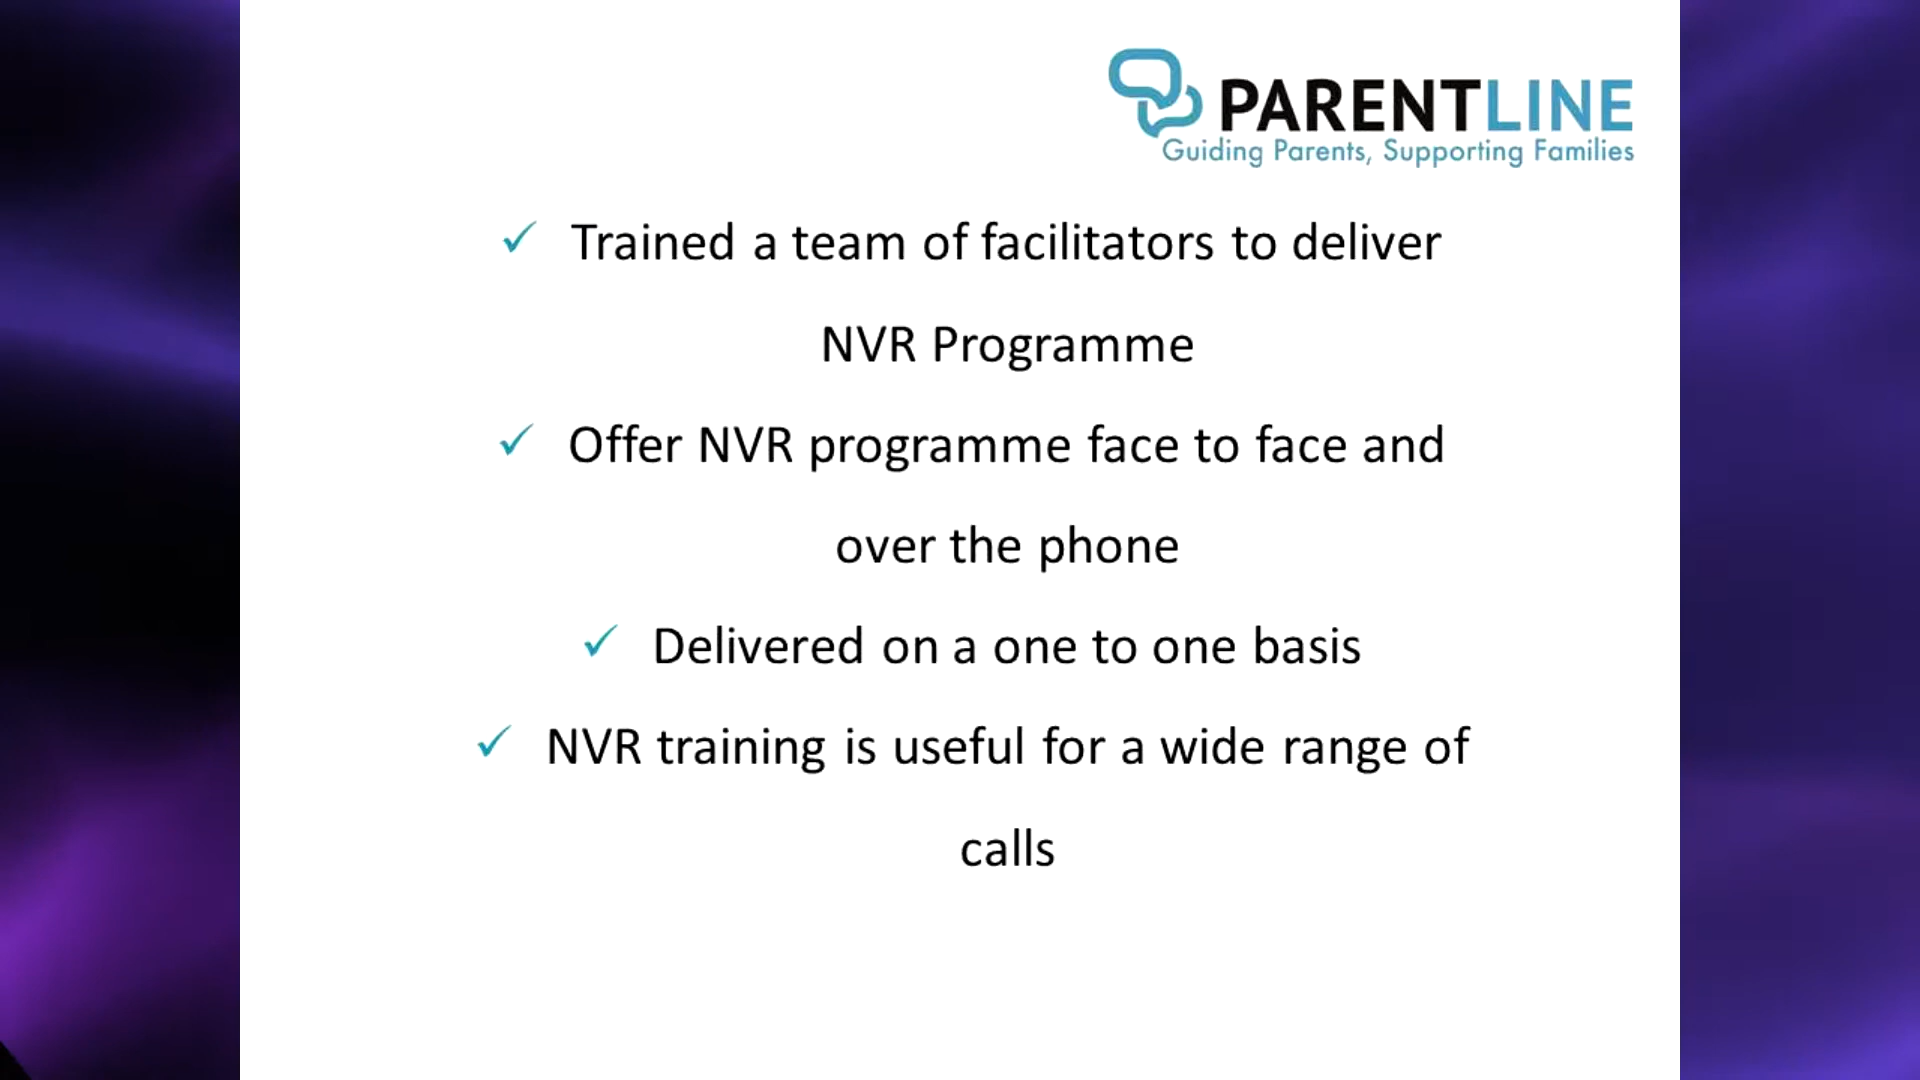 PARENTLINE
Guiding Parents, Supporting Families
✓ Trained a team of facilitators to deliver
NVR Programme
✓ Offer NVR programme face to face and
over the phone
✓ Delivered on a one to one basis
✓ NVR training is useful for a wide range of
calls